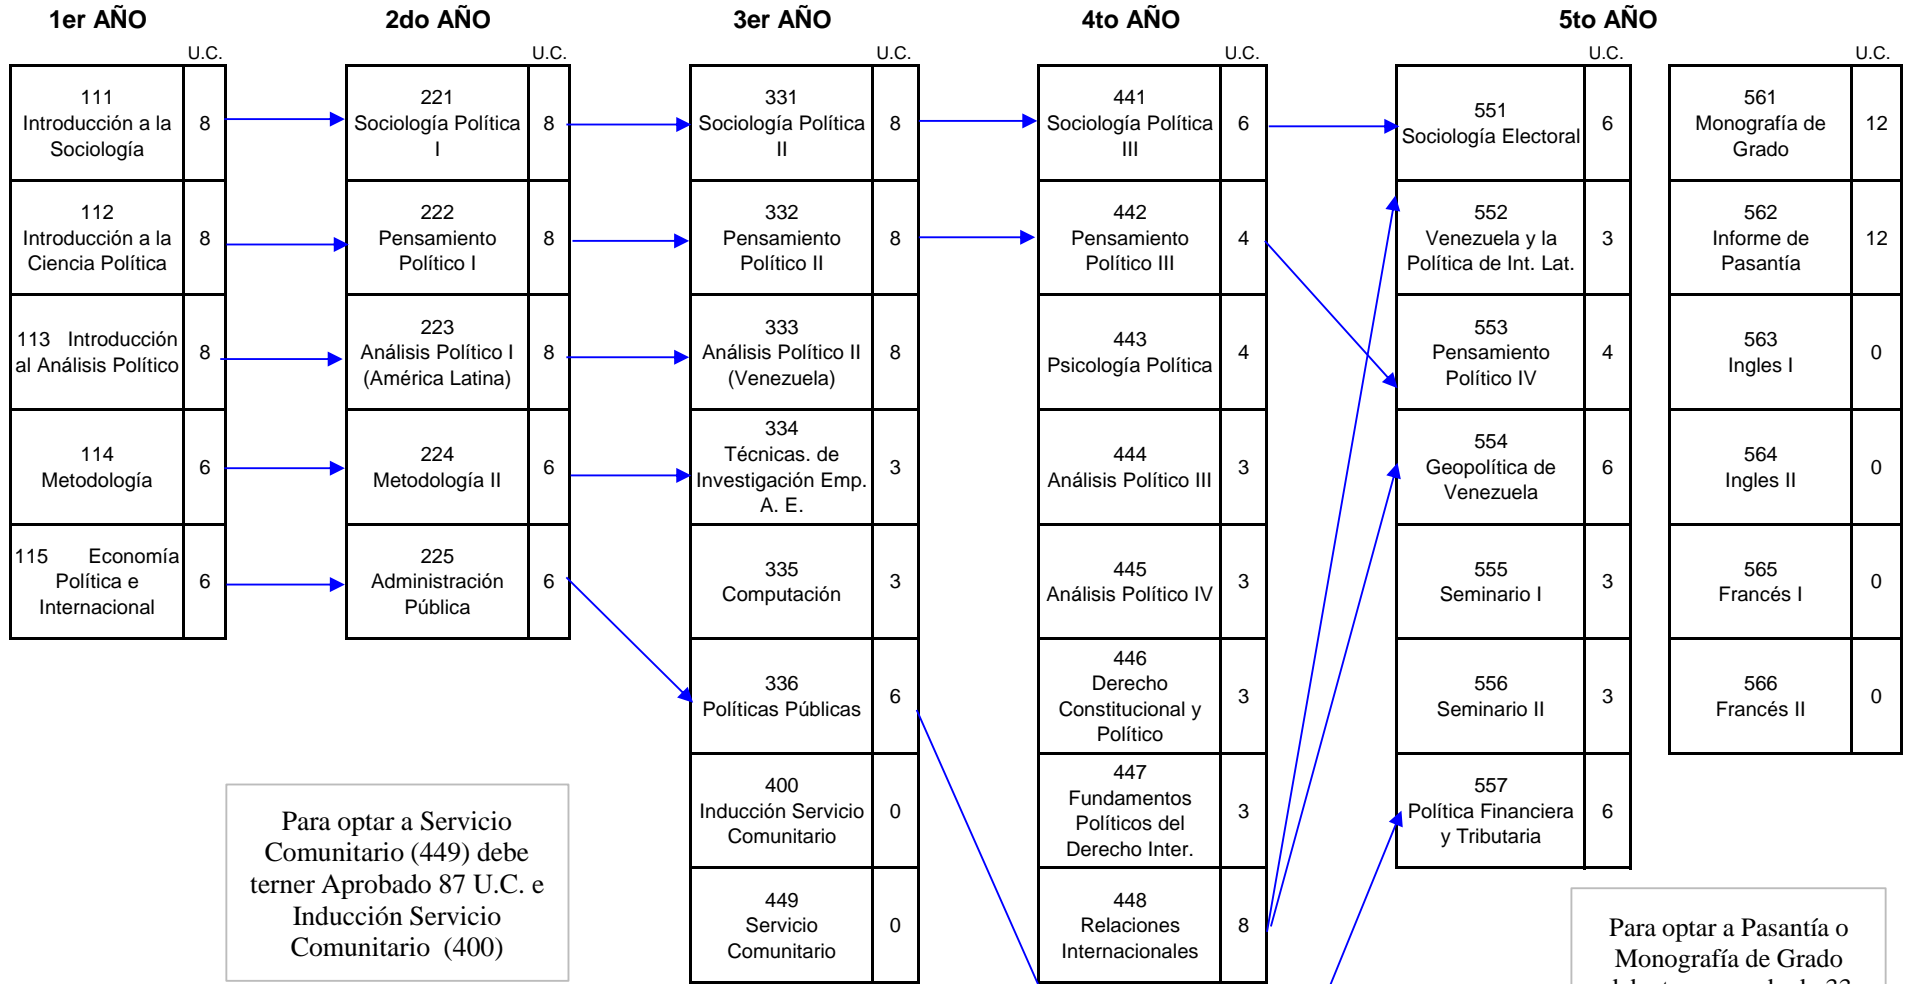 1er AÑO
2do AÑO
3er AÑO
4to AÑO
5to AÑO
U.C.
U.C.
U.C.
U.C.
U.C.
U.C.
111
Introducción a la
Sociología
8
112
Introducción a la
Ciencia Política
8
113 Introducción
al Análisis Político
8
114
Metodología
6
115 Economía
Política e
Internacional
6
221
Sociología Política
I
8
222
Pensamiento
Político I
8
223
Análisis Político I
(América Latina)
8
224
Metodología II
6
225
Administración
Pública
6
331
Sociología Política
II
8
332
Pensamiento
Político II
8
333
Análisis Político II
(Venezuela)
8
334
Técnicas. de
Investigación Emp.
A. E.
3
335
Computación
3
336
Políticas Públicas
6
400
Inducción Servicio
Comunitario
0
449
Servicio
Comunitario
0
441
Sociología Política
III
6
442
Pensamiento
Político III
4
443
Psicología Política
4
444
Análisis Político III
3
445
Análisis Político IV
3
446
Derecho
Constitucional y
Político
3
447
Fundamentos
Políticos del
Derecho Inter.
3
448
Relaciones
Internacionales
8
551
Sociología Electoral
6
552
Venezuela y la
Política de Int. Lat.
3
553
Pensamiento
Político IV
4
554
Geopolítica de
Venezuela
6
555
Seminario I
3
556
Seminario II
3
557
Política Financiera
y Tributaria
6
561
Monografía de
Grado
12
562
Informe de
Pasantía
12
563
Ingles I
0
564
Ingles II
0
565
Francés I
0
566
Francés II
0
Para optar a Servicio
Comunitario (449) debe
terner Aprobado 87 U.C. e
Inducción Servicio
Comunitario (400)
Para optar a Pasantía o
Monografía de Grado